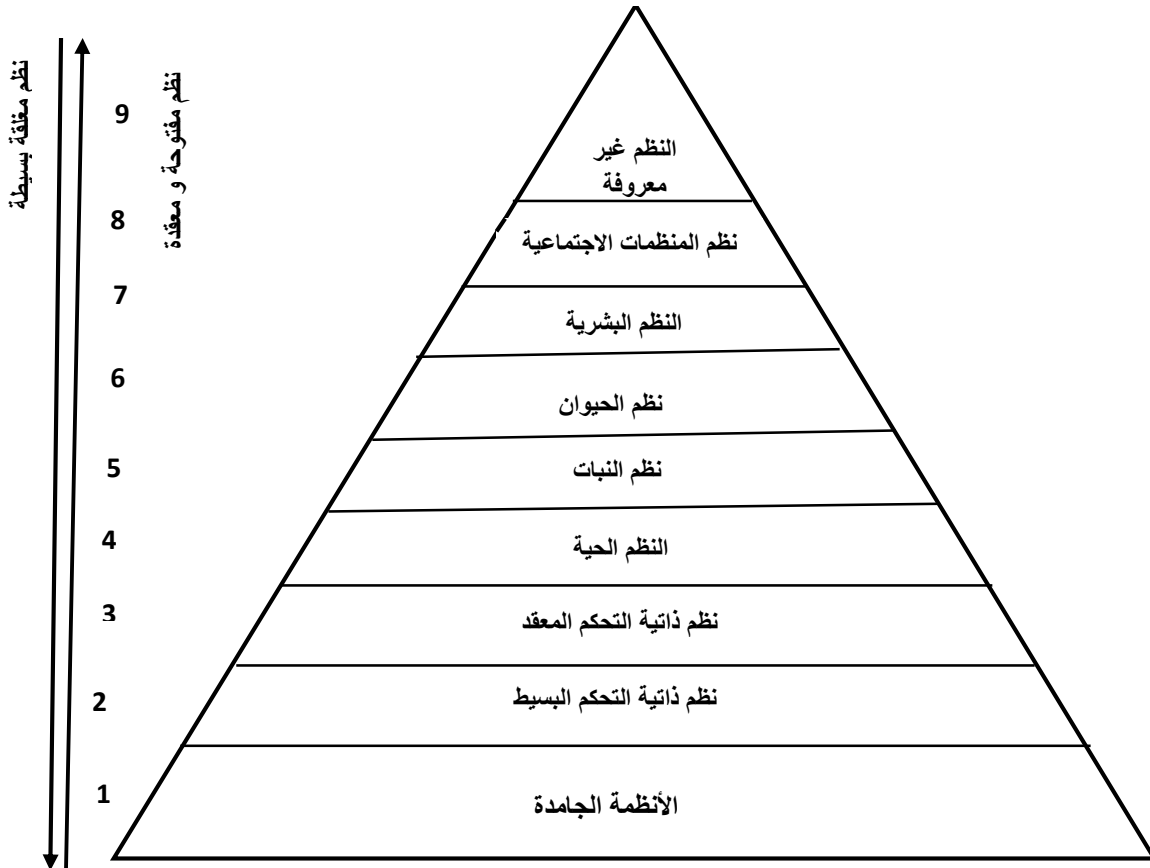 نظم مغلقة بسيطة
نظم مفتوحة و معقدة
9
النظم غير
معروفة
8
نظم المنظمات الاجتماعية
7
النظم البشرية
6
نظم الحيوان
5
نظم النبات
4
النظم الحية
3
نظم ذاتية التحكم المعقد
2
نظم ذاتية التحكم البسيط
1
الأنظمة الجامدة